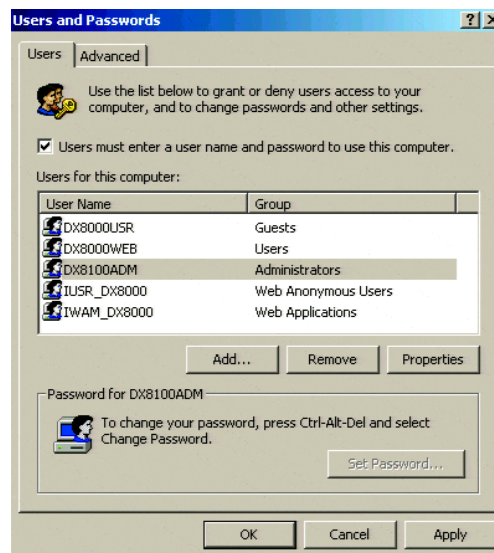 Users and Passwords
Users Advanced
Use the list below to grant or deny users access to your
computer, and to change passwords and other settings.
Users must enter a user name and password to use this computer.
Users for this computer:
User Name Group
DX8000USR Guests
DX8000WEB Users
DX8100ADM Administrators
IUSR_DX8000 Web Anonymous Users
IWAM_DX8000 Web Applications
Add... Remove Properties
Password for DX8100ADM
To change your password, press Ctrl-Alt-Del and select
Change Password.
Set Password...
OK Cancel Apply